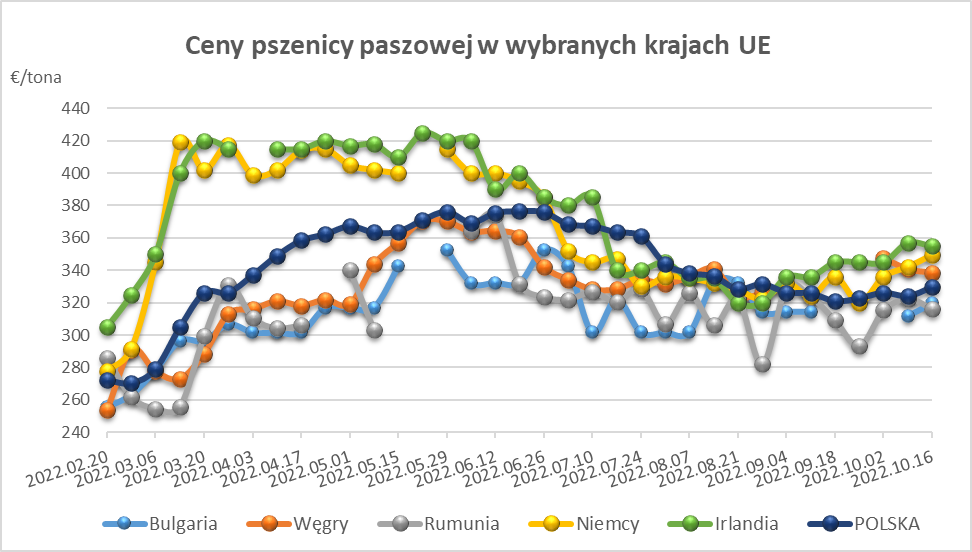 Ceny pszenicy paszowej w wybranych krajach UE
€/tona
440
420
400
380
360
340
320
300
280
260
240
2022.02.20 2022.03.06 2022.03.20 2022.04.03 2022.04.17 2022.05.01 2022.05.15 2022.05.29 2022.06.12 2022.06.26 2022.07.10 2022.07.24 2022.08.07 2022.08.21 2022.09.04 2022.09.18 2022.10.02 2022.10.16
Bulgaria Węgry Rumunia Niemcy Irlandia POLSKA